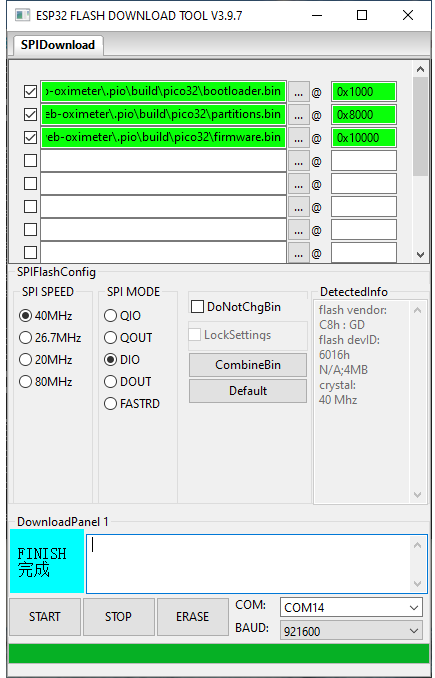 ESP32 FLASH DOWNLOAD TOOL V3.9.7
SPIDownload
o-oximeter\.pio\build\pico32\bootloader.bin ... @ 0x1000
eb-oximeter\.pio\build\pico32\partitions.bin ... @ 0x8000
eb-oximeter\.pio\build\pico32\firmware.bin ... @ 0x10000
... @
... @
... @
... @
... @
SPIFlashConfig
SPI SPEED
40MHz
26.7MHz
20MHz
80MHz
SPI MODE
QIO
QOUT
DIO
DOUT
FASTRD
DoNotChgBin
LockSettings
CombineBin
Default
DetectedInfo
flash vendor:
C8h : GD
flash devID:
6016h
N/A;4MB
crystal:
40 Mhz
DownloadPanel 1
FINISH
完成
START
STOP
ERASE
COM: COM14
BAUD: 921600